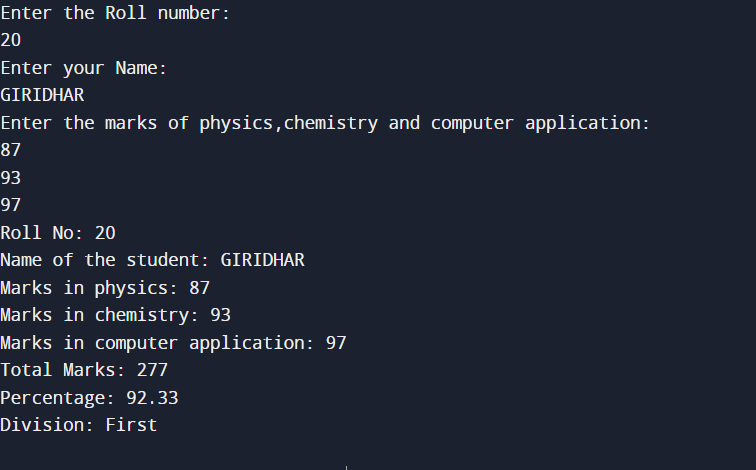 Enter the Roll number:
20
Enter your Name:
GIRIDHAR
Enter the marks of physics,chemistry and computer application:
87
93
97
Roll No: 20
Name of the student: GIRIDHAR
Marks in physics: 87
Marks in chemistry: 93
Marks in computer application: 97
Total Marks: 277
Percentage: 92.33
Division: First